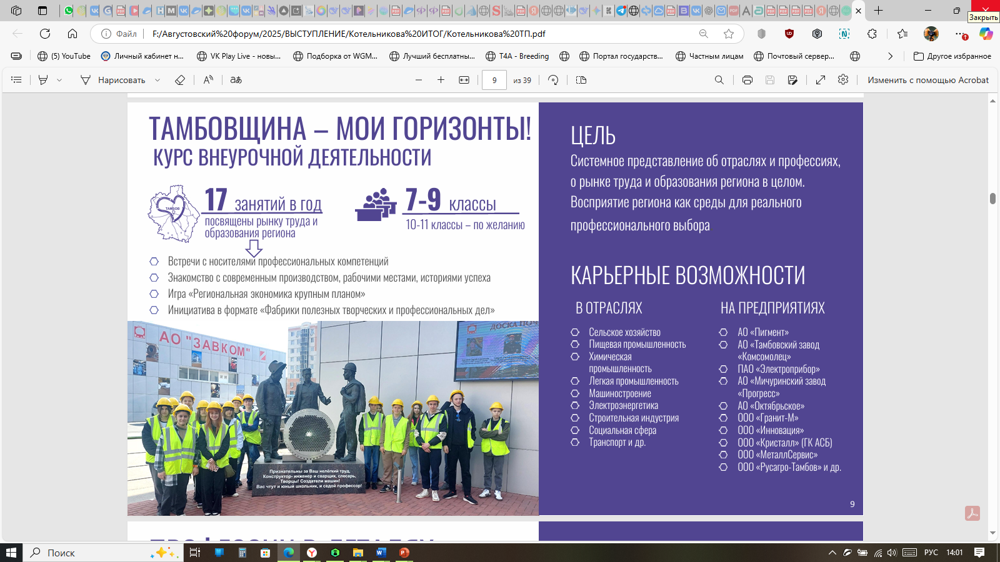 Закрыть
Файл
F:/Августовский%20форум/2025/ВЫСТУПЛЕНИЕ/Котельникова%20ИТОГ/Котельникова%20ТП.pdf
(5) YouTube
Личный кабинет н...
VK Play Live - новы...
Подборка от WGM...
Лучший бесплатны...
T4A - Breeding
Портал государств...
Частным лицам
Почтовый сервер...
Другое избранное
Нарисовать
9
из 39
Изменить с помощью Acrobat
ТАМБОВЩИНА – МОИ ГОРИЗОНТЫ!
КУРС ВНЕУРОЧНОЙ ДЕЯТЕЛЬНОСТИ
ТАМБОВ
17 занятий в год
посвящены рынку труда и
образования региона
7-9 классы
10-11 классы – по желанию
Встречи с носителями профессиональных компетенций
Знакомство с современным производством, рабочими местами, историями успеха
Игра «Региональная экономика крупным планом»
Инициатива в формате «Фабрики полезных творческих и профессиональных дел»
АО "ЗАВКОМ"
ДОСКА ПОЧ
Признательны за Ваш нелёгкий труд,
Конструктор- инженер и сварщик, слесарь,
Творцы! Создатели машин!
Вас чтут и юный школьник, и седой профессор!
ЦЕЛЬ
Системное представление об отраслях и профессиях,
о рынке труда и образования региона в целом.
Восприятие региона как среды для реального
профессионального выбора
КАРЬЕРНЫЕ ВОЗМОЖНОСТИ
В ОТРАСЛЯХ
Сельское хозяйство
Пищевая промышленность
Химическая
промышленность
Легкая промышленность
Машиностроение
Электроэнергетика
Строительная индустрия
Социальная сфера
Транспорт и др.
НА ПРЕДПРИЯТИЯХ
АО «Пигмент»
АО «Тамбовский завод
«Комсомолец»
ПАО «Электроприбор»
АО «Мичуринский завод
«Прогресс»
АО «Октябрьское»
ООО «Гранит-М»
ООО «Инновация»
ООО «Кристалл» (ГК АСБ)
ООО «МеталлСервис»
ООО «Русагро-Тамбов» и др.
9
Поиск
РУС
14:01